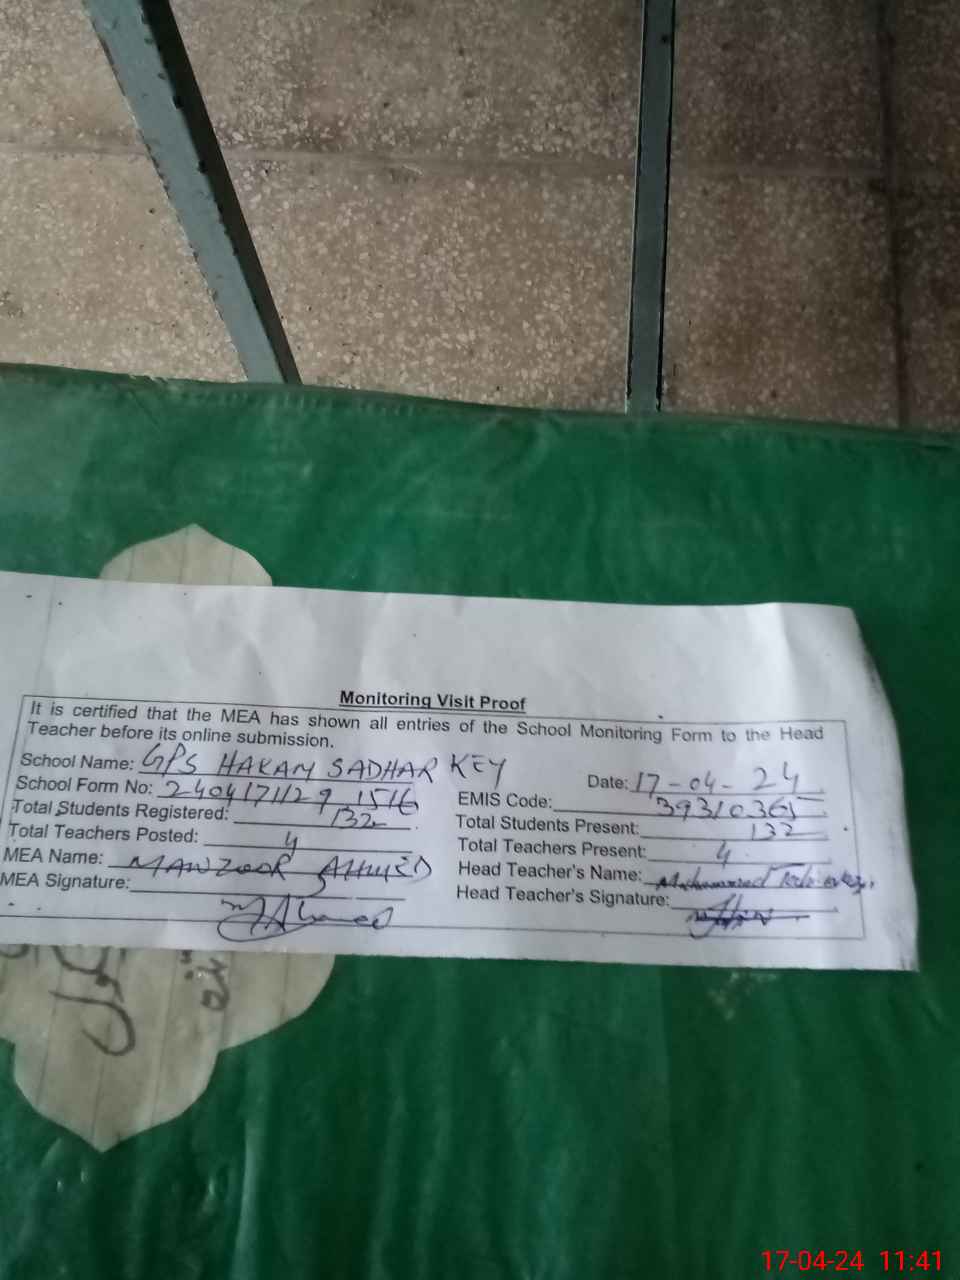 Monitoring Visit Proof
It is certified that the MEA has shown all entries of the School Monitoring Form to the Head
Teacher before its online submission.
School Name: GPS HAKAM SADHAR KEY Date: 17-04-24
School Form No: 24041711291516 EMIS Code: 39310365
Total Students Registered: 132 Total Students Present: 132
Total Teachers Posted: 4 Total Teachers Present: 4
MEA Name: MANZOOR AHMED Head Teacher's Name: Muhammad
MEA Signature: Head Teacher's Signature:
17-04-24 11:41